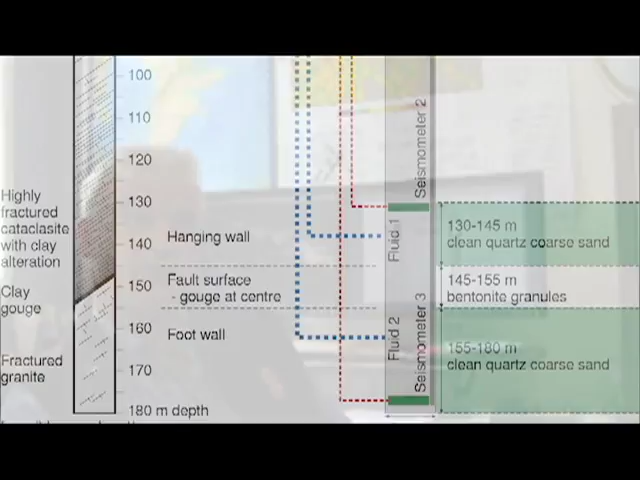 100
110
120
130
140
150
160
170
180 m depth
Highly
fractured
cataclasite
with clay
alteration
Clay
gouge
Fractured
granite
Hanging wall
Fault surface
- gouge at centre
Foot wall
Seismometer 2
Fluid 1
Fluid 2
Seismometer 3
130-145 m
clean quartz coarse sand
145-155 m
bentonite granules
155-180 m
clean quartz coarse sand